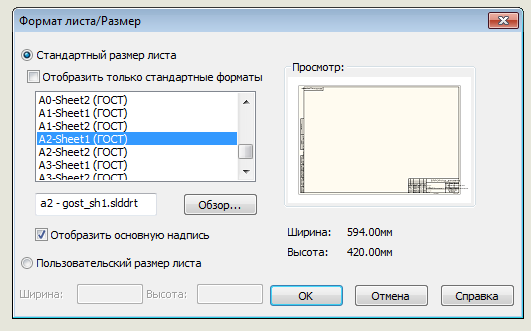 Формат листа/Размер
Стандартный размер листа
Отобразить только стандартные форматы
Просмотр:
A0-Sheet2 (ГОСТ)
A1-Sheet1 (ГОСТ)
A1-Sheet2 (ГОСТ)
A2-Sheet1 (ГОСТ)
A2-Sheet2 (ГОСТ)
A3-Sheet1 (ГОСТ)
A3-Sheet2 (ГОСТ)
a2 - gost_sh1.slddrt
Обзор...
Отобразить основную надпись
Ширина: 594.00мм
Высота: 420.00мм
Пользовательский размер листа
Ширина:
Высота:
OK
Отмена
Справка